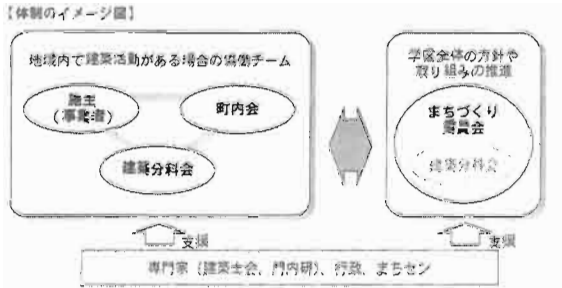 【体制のイメージ図】
地域内で建築活動がある場合の協働チーム
施主
(事業者)
町内会
建築分科会
学区全体の方針や
取り組みの推進
まちづくり
委員会
建築分科会
支援
支援
専門家（建築士会、門内研）、行政、まちセン